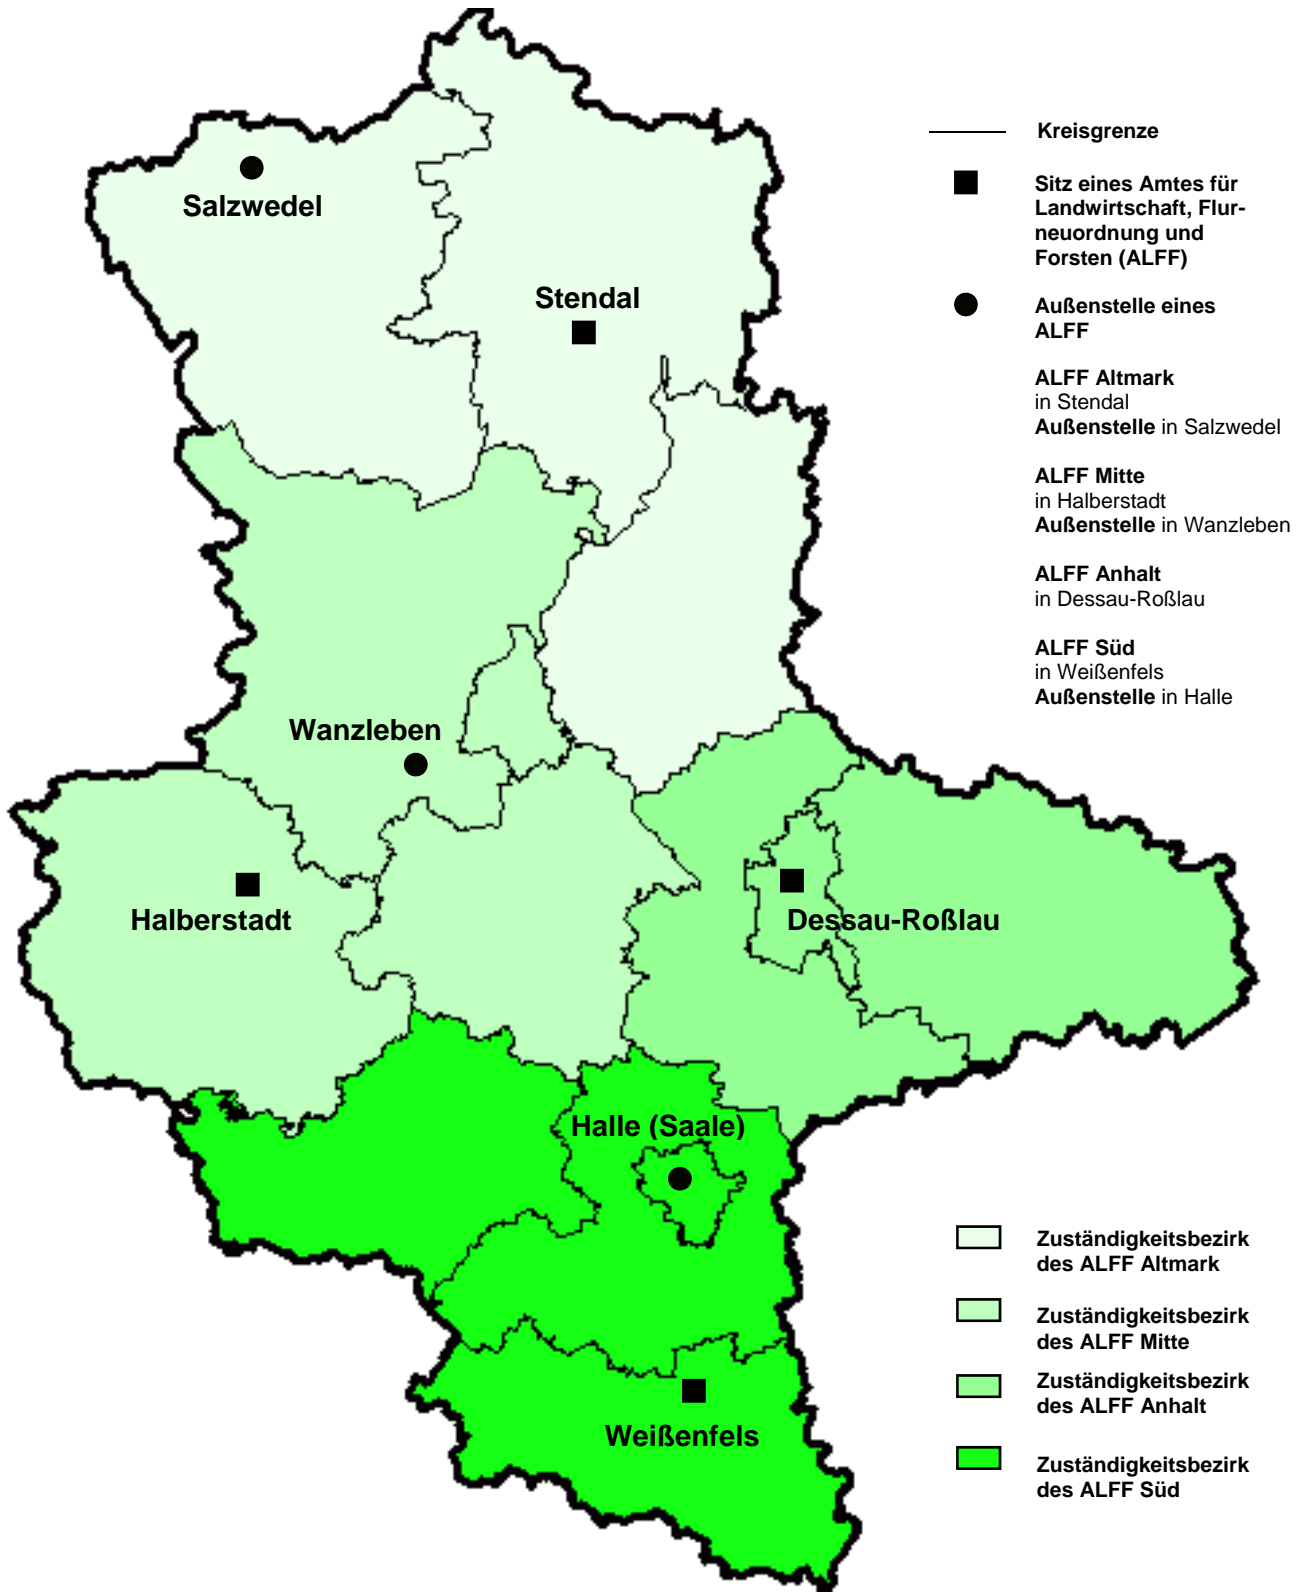 Salzwedel
Stendal
Wanzleben
Halberstadt
Dessau-Roßlau
Halle (Saale)
Weißenfels
Kreisgrenze
Sitz eines Amtes für
Landwirtschaft, Flur-
neuordnung und
Forsten (ALFF)
Außenstelle eines
ALFF
ALFF Altmark
in Stendal
Außenstelle in Salzwedel
ALFF Mitte
in Halberstadt
Außenstelle in Wanzleben
ALFF Anhalt
in Dessau-Roßlau
ALFF Süd
in Weißenfels
Außenstelle in Halle
Zuständigkeitsbezirk
des ALFF Altmark
Zuständigkeitsbezirk
des ALFF Mitte
Zuständigkeitsbezirk
des ALFF Anhalt
Zuständigkeitsbezirk
des ALFF Süd